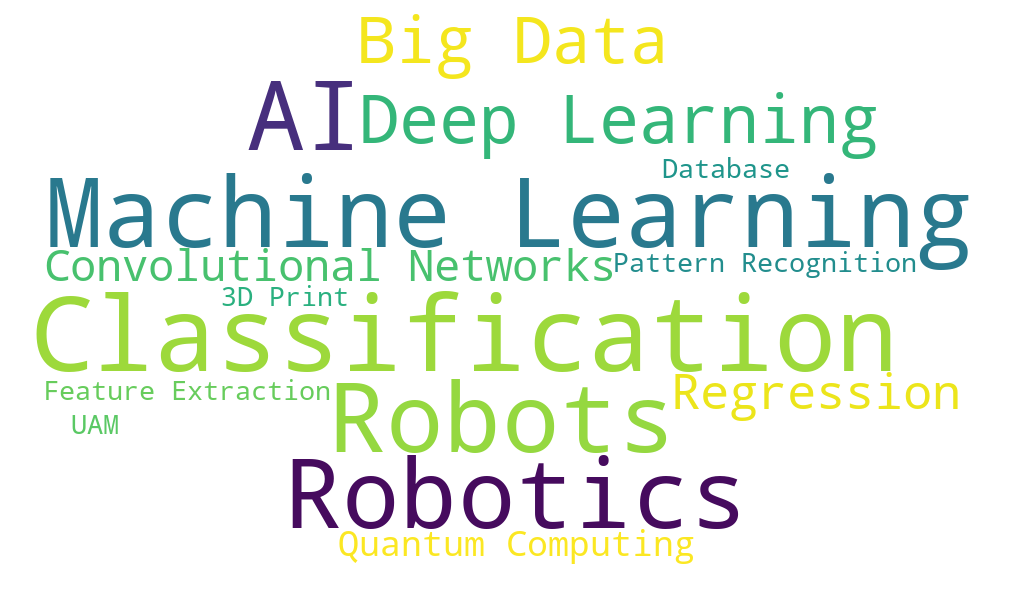 Big Data
AI
Deep Learning
Database
Machine Learning
Convolutional Networks
Pattern Recognition
3D Print
Classification
Feature Extraction
Robots
Regression
UAM
Robotics
Quantum Computing